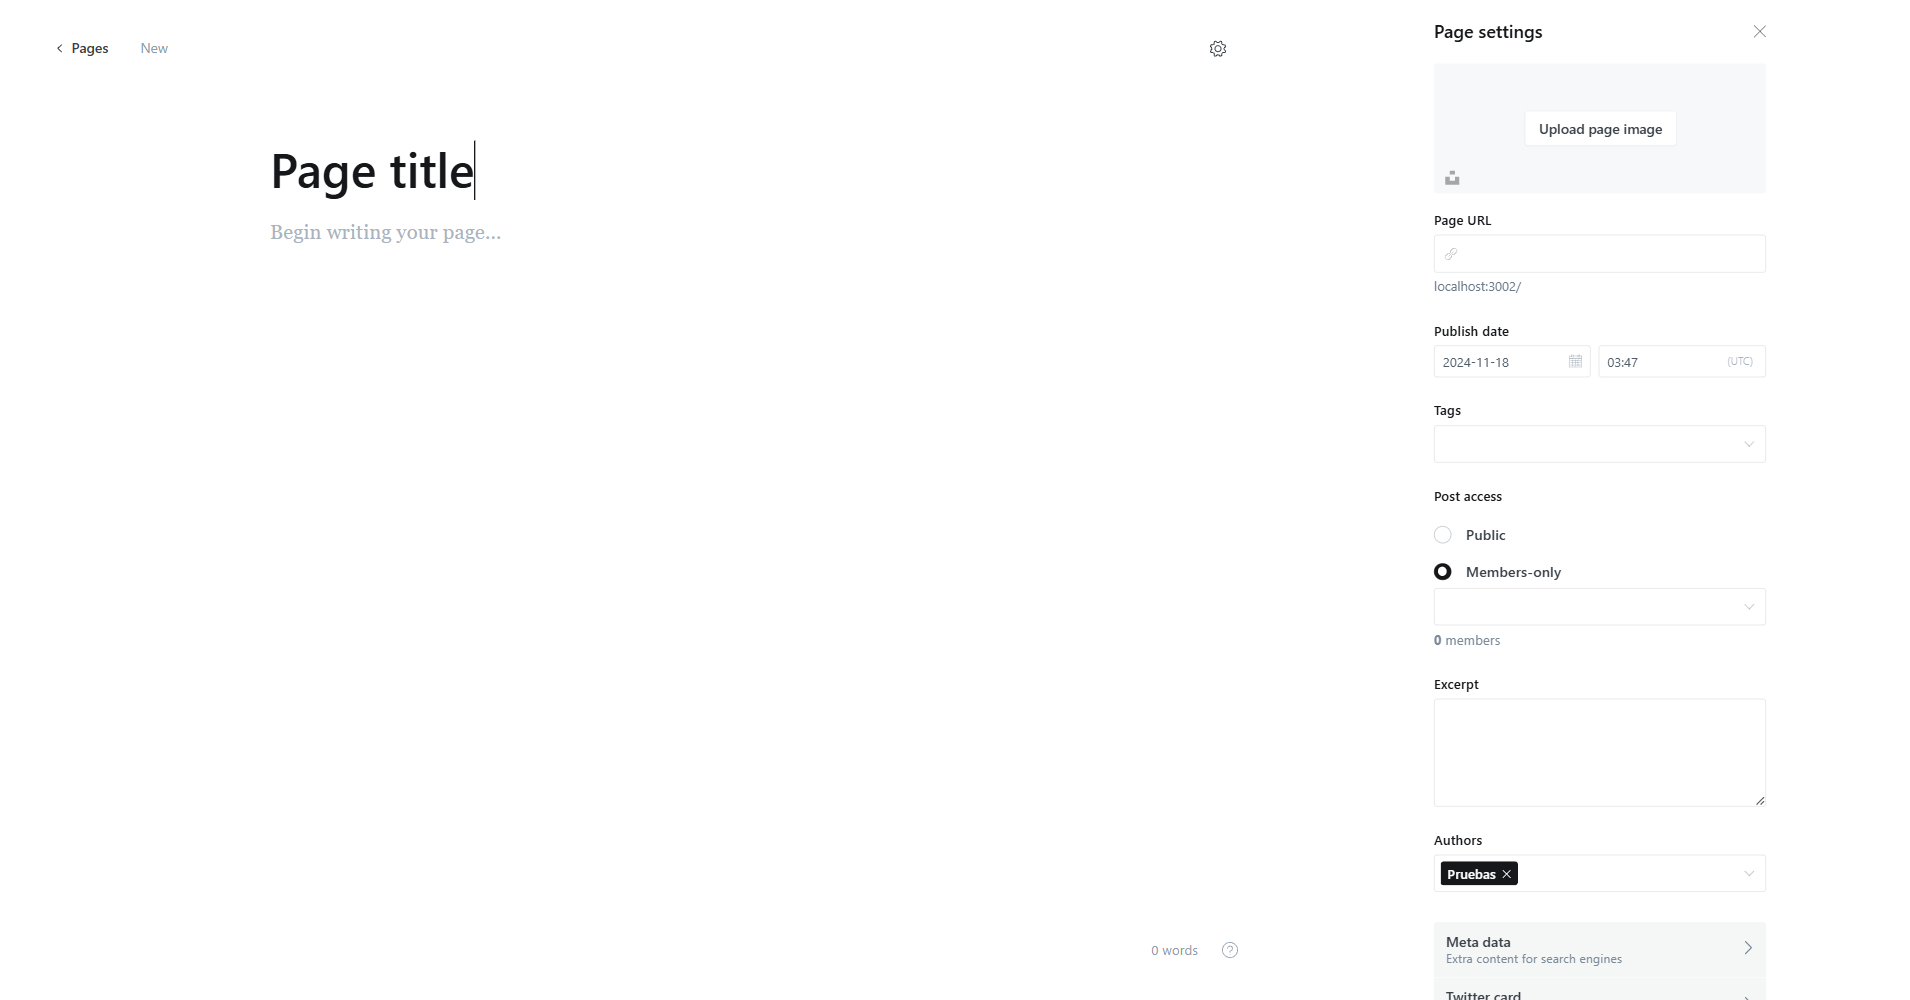 Pages New
Page title
Begin writing your page...
0 words
Page settings
Upload page image
Page URL
localhost:3002/
Publish date
2024-11-18 03:47 (UTC)
Tags
Post access
Public
Members-only
0 members
Excerpt
Authors
Pruebas
Meta data
Extra content for search engines
Twitter card